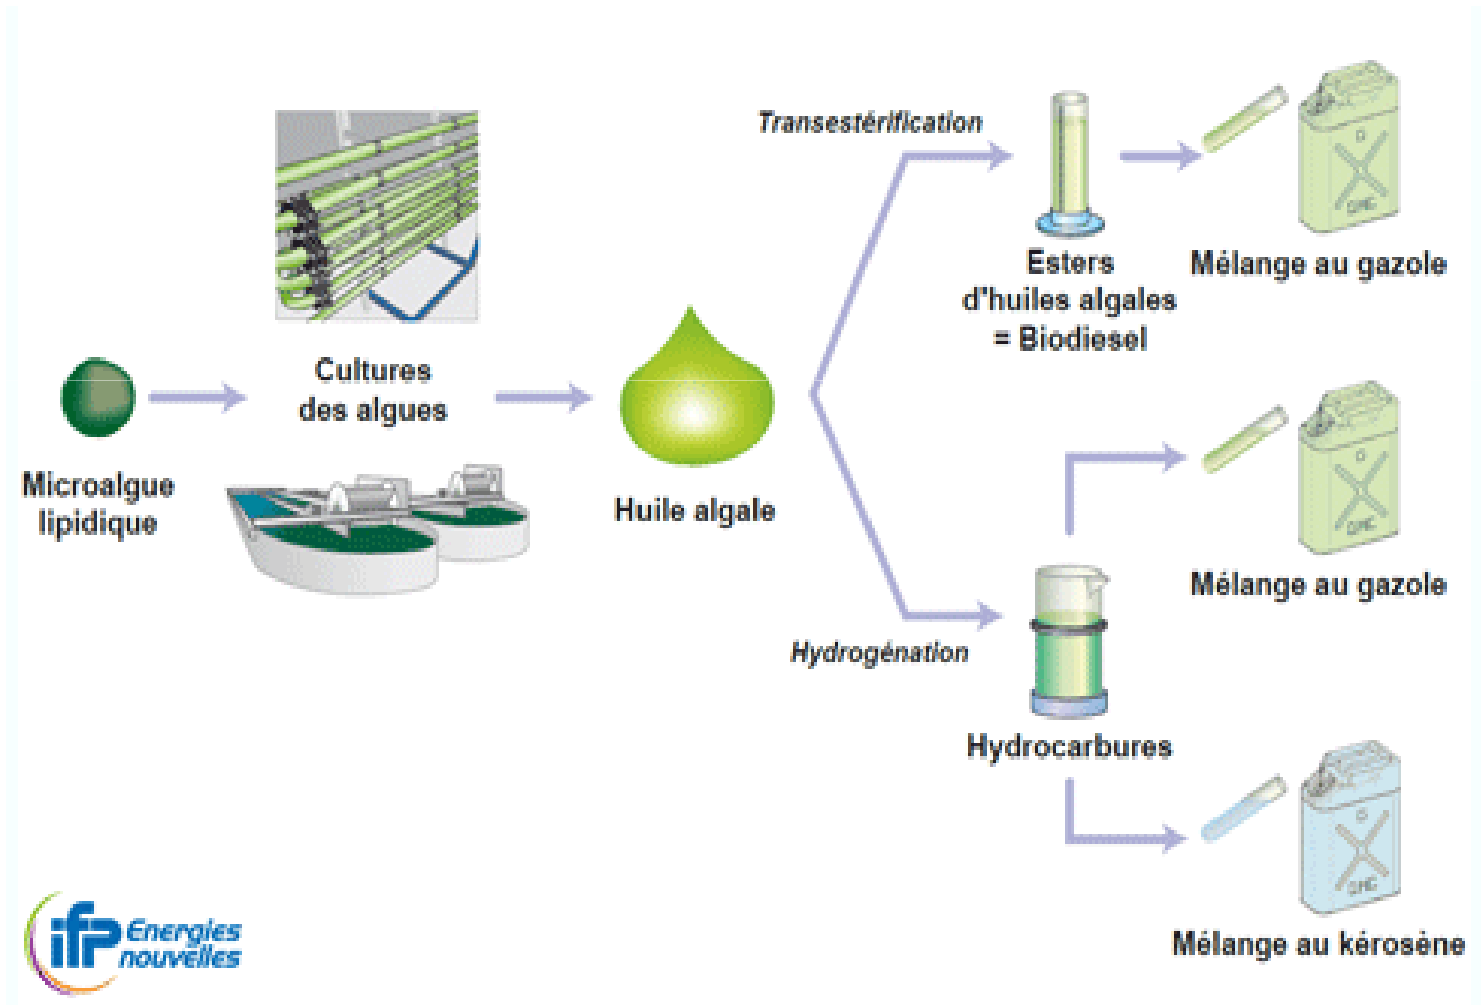 Transestérification
Esters
d'huiles algales
= Biodiesel
Mélange au gazole
Cultures
des algues
Microalgue
lipidique
Huile algale
Mélange au gazole
Hydrogénation
Hydrocarbures
Mélange au kérosène
ifp Energies
nouvelles